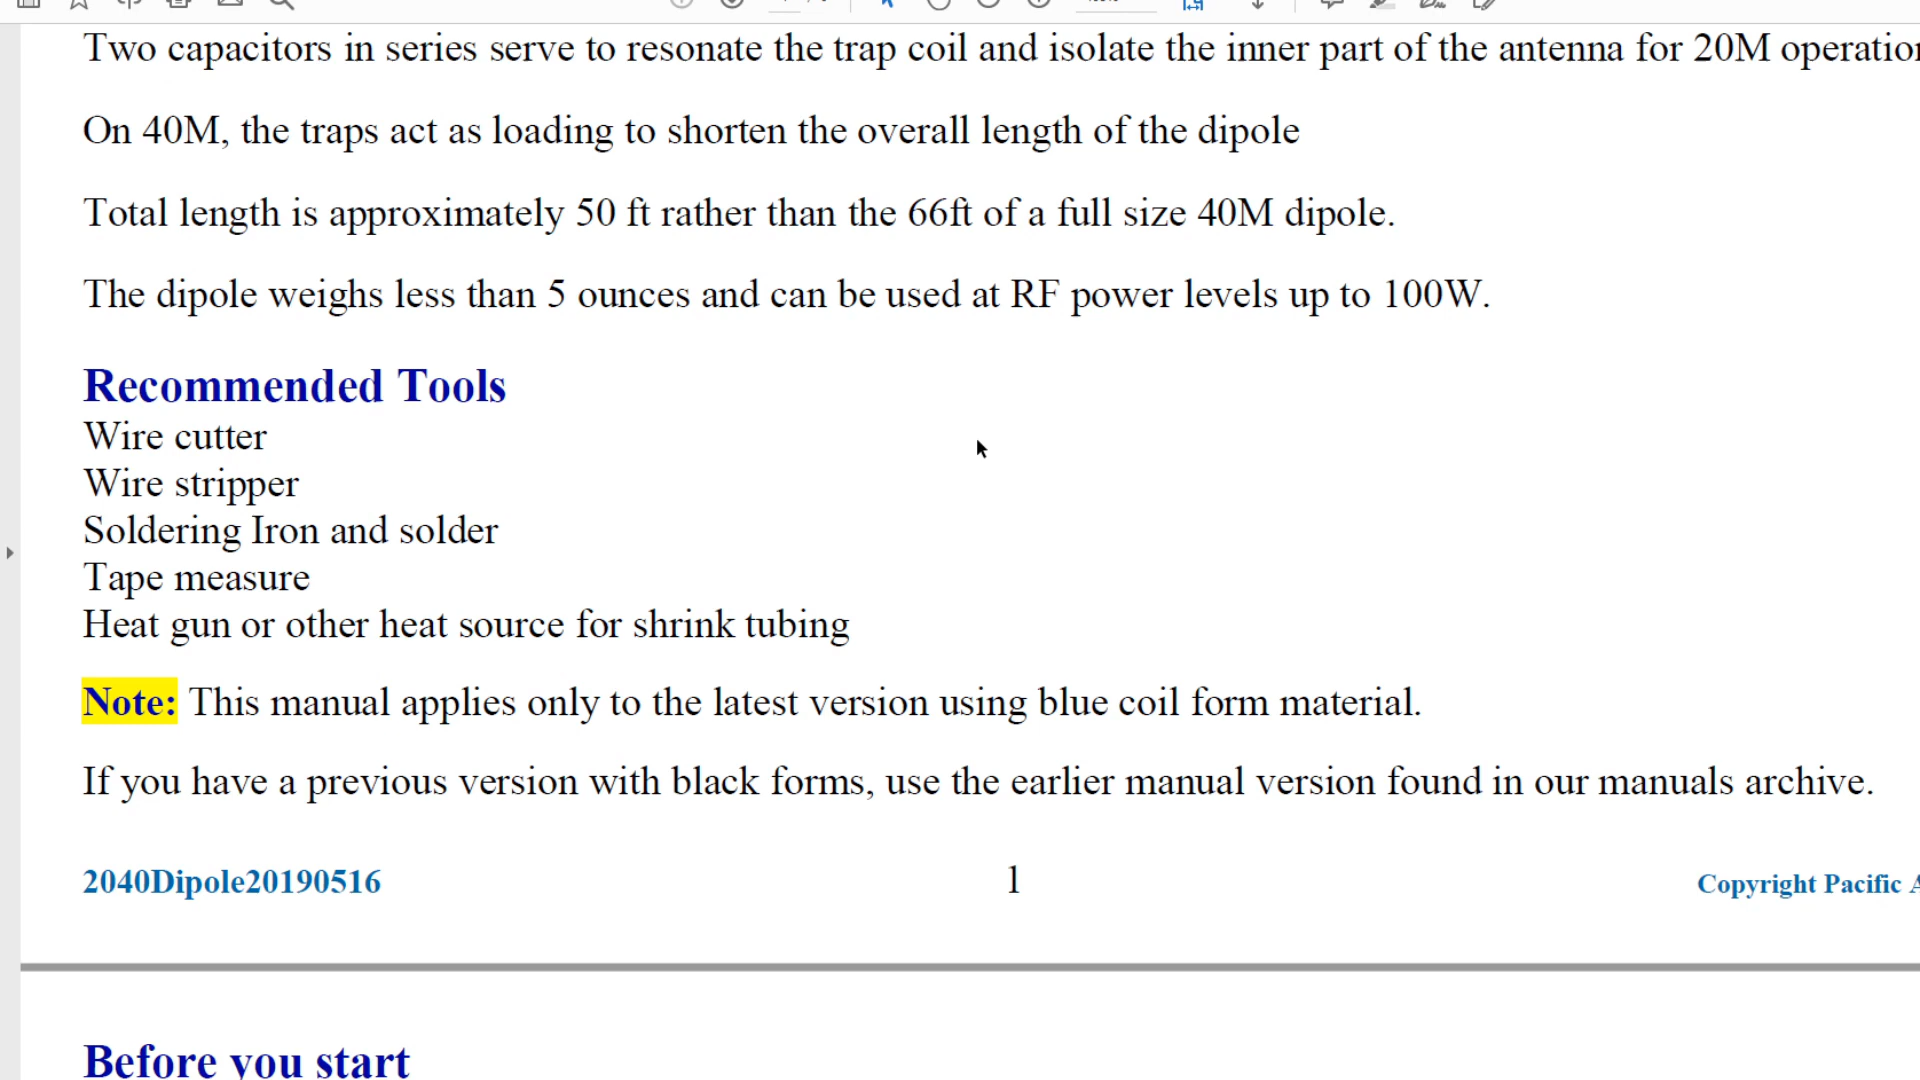 Two capacitors in series serve to resonate the trap coil and isolate the inner part of the antenna for 20M
On 40M, the traps act as loading to shorten the overall length of the dipole
Total length is approximately 50 ft rather than the 66ft of a full size 40M dipole.
The dipole weighs less than 5 ounces and can be used at RF power levels up to 100W.
Recommended Tools
Wire cutter
Wire stripper
Soldering Iron and solder
Tape measure
Heat gun or other heat source for shrink tubing
Note: This manual applies only to the latest version using blue coil form material.
If you have a previous version with black forms, use the earlier manual version found in our manuals archive.
2040Dipole20190516 1 Copyright Pacific
Before you start